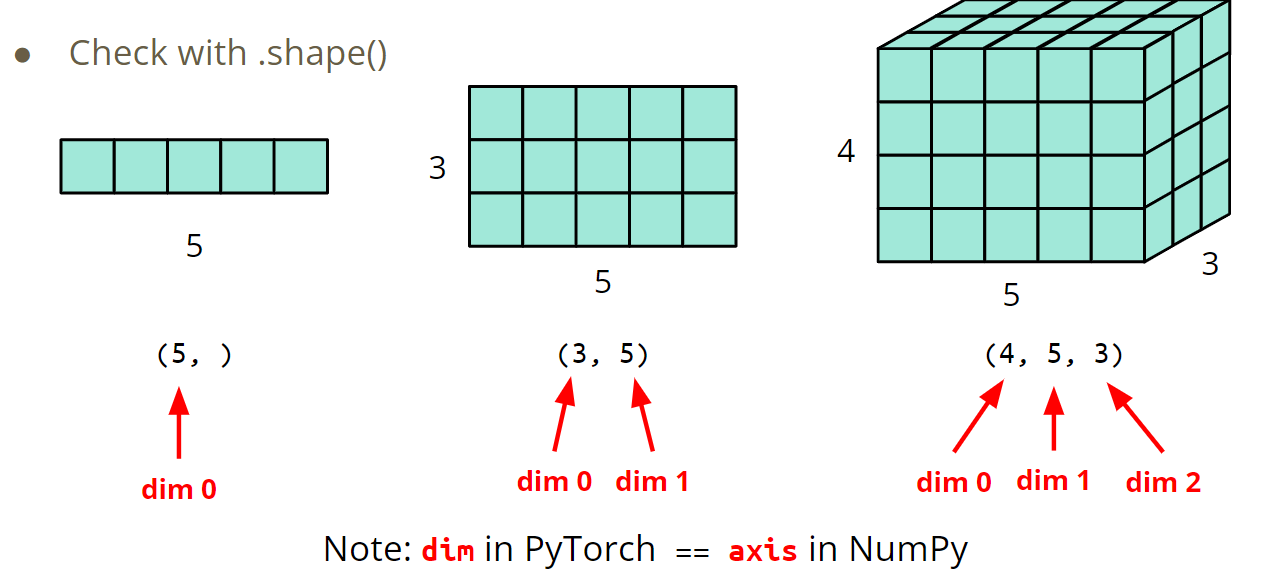 ● Check with .shape()
5
3
5
4
5
3
(5, )
(3, 5)
(4, 5, 3)
dim 0
dim 0 dim 1
dim 0 dim 1 dim 2
Note: dim in PyTorch == axis in NumPy